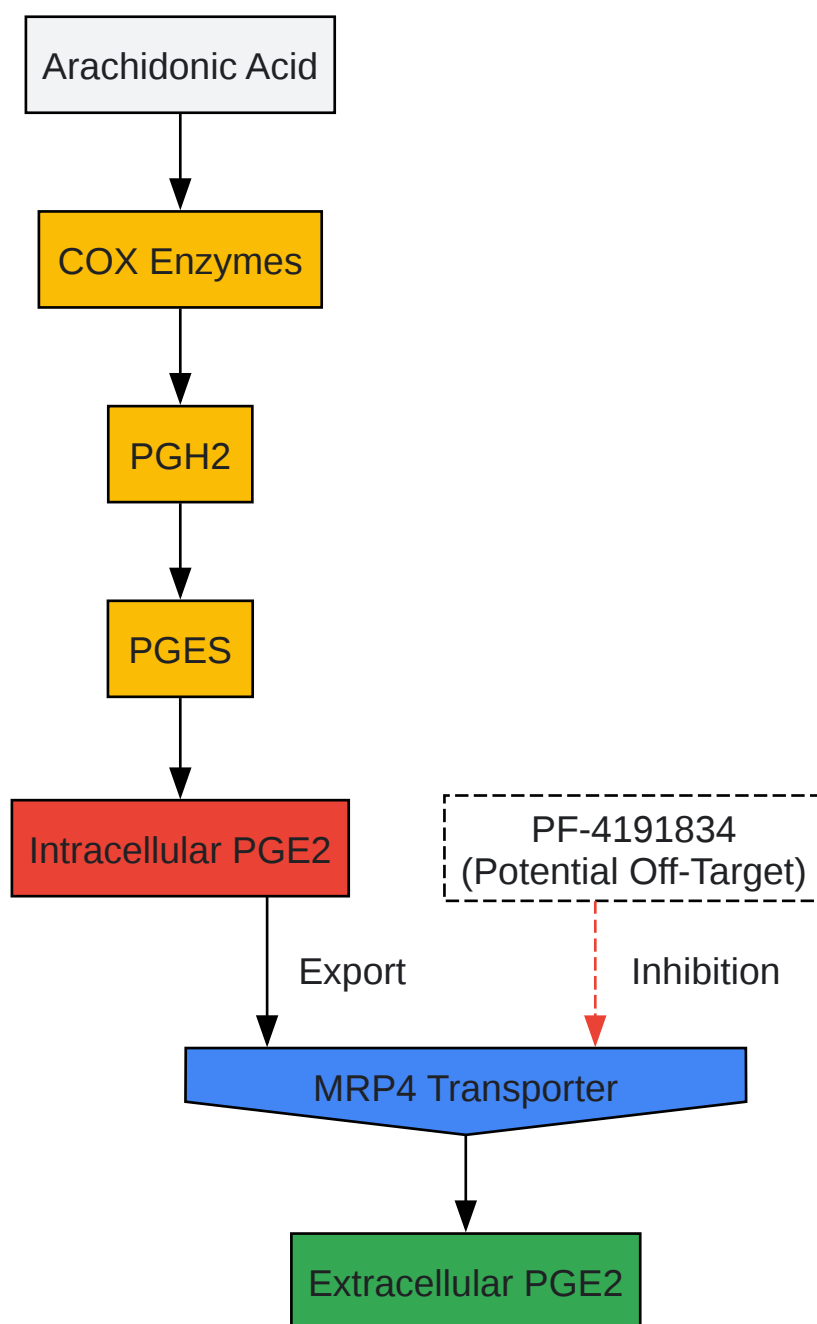 Arachidonic Acid
COX Enzymes
PGH2
PGES
Intracellular PGE2
PF-4191834
(Potential Off-Target)
Export
Inhibition
MRP4 Transporter
Extracellular PGE2